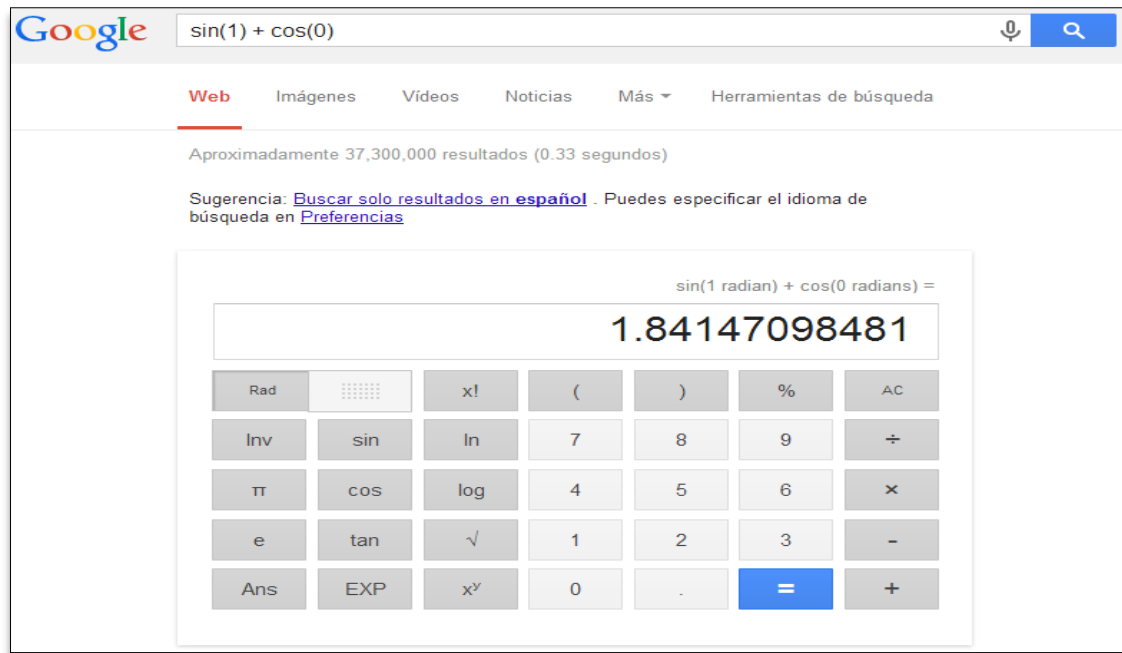 Google sin(1) + cos(0)
Web Imágenes Vídeos Noticias Más Herramientas de búsqueda
Aproximadamente 37,300,000 resultados (0.33 segundos)
Sugerencia: Buscar solo resultados en español . Puedes especificar el idioma de
búsqueda en Preferencias
sin(1 radian) + cos(0 radians) =
1.84147098481
Rad x! ( ) % AC
Inv sin ln 7 8 9 ÷
π cos log 4 5 6 ×
e tan √ 1 2 3 -
Ans EXP xʸ 0 . = +